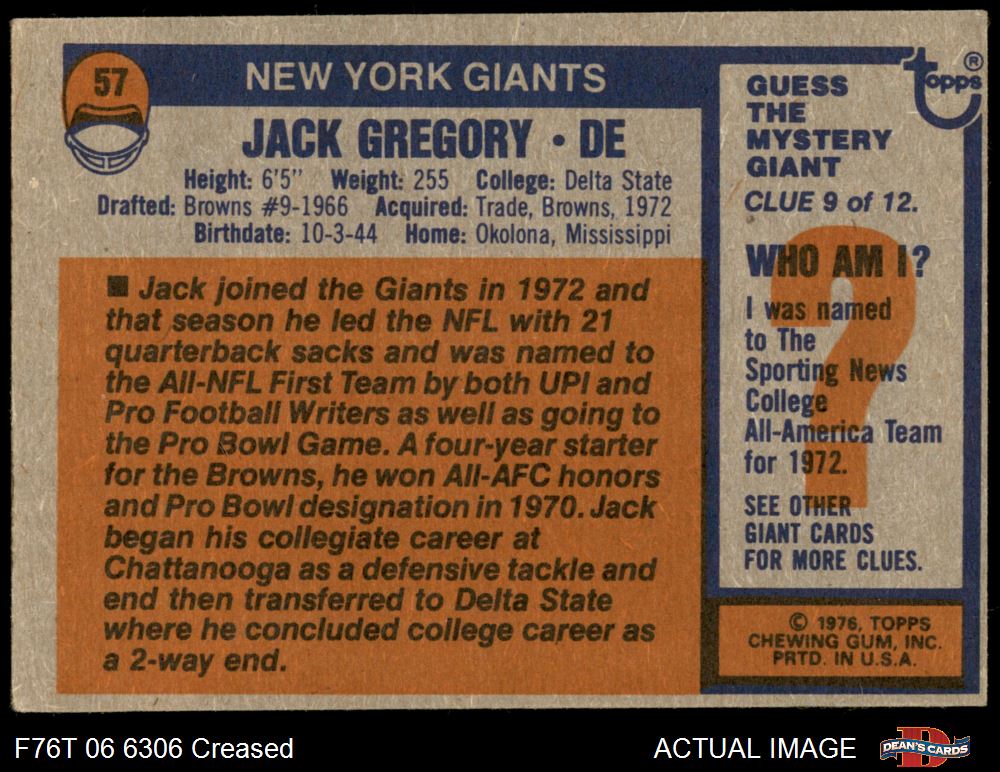 57
NEW YORK GIANTS
JACK GREGORY • DE
Height: 6'5" Weight: 255 College: Delta State
Drafted: Browns #9-1966 Acquired: Trade, Browns, 1972
Birthdate: 10-3-44 Home: Okolona, Mississippi
■ Jack joined the Giants in 1972 and
that season he led the NFL with 21
quarterback sacks and was named to
the All-NFL First Team by both UPI and
Pro Football Writers as well as going to
the Pro Bowl Game. A four-year starter
for the Browns, he won All-AFC honors
and Pro Bowl designation in 1970. Jack
began his collegiate career at
Chattanooga as a defensive tackle and
end then transferred to Delta State
where he concluded college career as
a 2-way end.
topps®
GUESS
THE
MYSTERY
GIANT
CLUE 9 of 12.
WHO AM I?
?
I was named
to The
Sporting News
College
All-America Team
for 1972.
SEE OTHER
GIANT CARDS
FOR MORE CLUES.
© 1976, TOPPS
CHEWING GUM, INC.
PRTD. IN U.S.A.
F76T 06 6306 Creased
ACTUAL IMAGE
D
DEAN'S CARDS